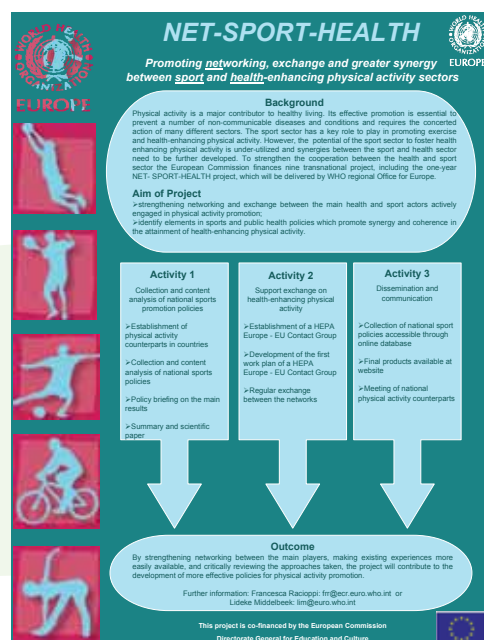 NET-SPORT-HEALTH
WORLD HEALTH ORGANIZATION
EUROPE
WORLD HEALTH ORGANIZATION
EUROPE
Promoting networking, exchange and greater synergy
between sport and health-enhancing physical activity sectors
Background
Physical activity is a major contributor to healthy living. Its effective promotion is essential to
prevent a number of non-communicable diseases and conditions and requires the concerted
action of many different sectors. The sport sector has a key role to play in promoting exercise
and health-enhancing physical activity. However, the potential of the sport sector to foster health
enhancing physical activity is under-utilized and synergies between the sport and health sector
need to be further developed. To strengthen the cooperation between the health and sport
sector the European Commission finances nine transnational project, including the one-year
NET- SPORT-HEALTH project, which will be delivered by WHO regional Office for Europe.
Aim of Project
➢strengthening networking and exchange between the main health and sport actors actively
engaged in physical activity promotion;
➢identify elements in sports and public health policies which promote synergy and coherence in
the attainment of health-enhancing physical activity.
Activity 1
Collection and content
analysis of national sports
promotion policies
➢Establishment of
physical activity
counterparts in countries
➢Collection and content
analysis of national sports
policies
➢Policy briefing on the main
results
➢Summary and scientific
paper
Activity 2
Support exchange on
health-enhancing physical
activity
➢Establishment of a HEPA
Europe - EU Contact Group
➢Development of the first
work plan of a HEPA
Europe - EU Contact Group
➢Regular exchange
between the networks
Activity 3
Dissemination and
communication
➢Collection of national sport
policies accessible through
online database
➢Final products available at
website
➢Meeting of national
physical activity counterparts
Outcome
By strengthening networking between the main players, making existing experiences more
easily available, and critically reviewing the approaches taken, the project will contribute to the
development of more effective policies for physical activity promotion.
Further information: Francesca Racioppi: frr@ecr.euro.who.int or
Lideke Middelbeek: lim@euro.who.int
This project is co-financed by the European Commission
Directorate General for Education and Culture